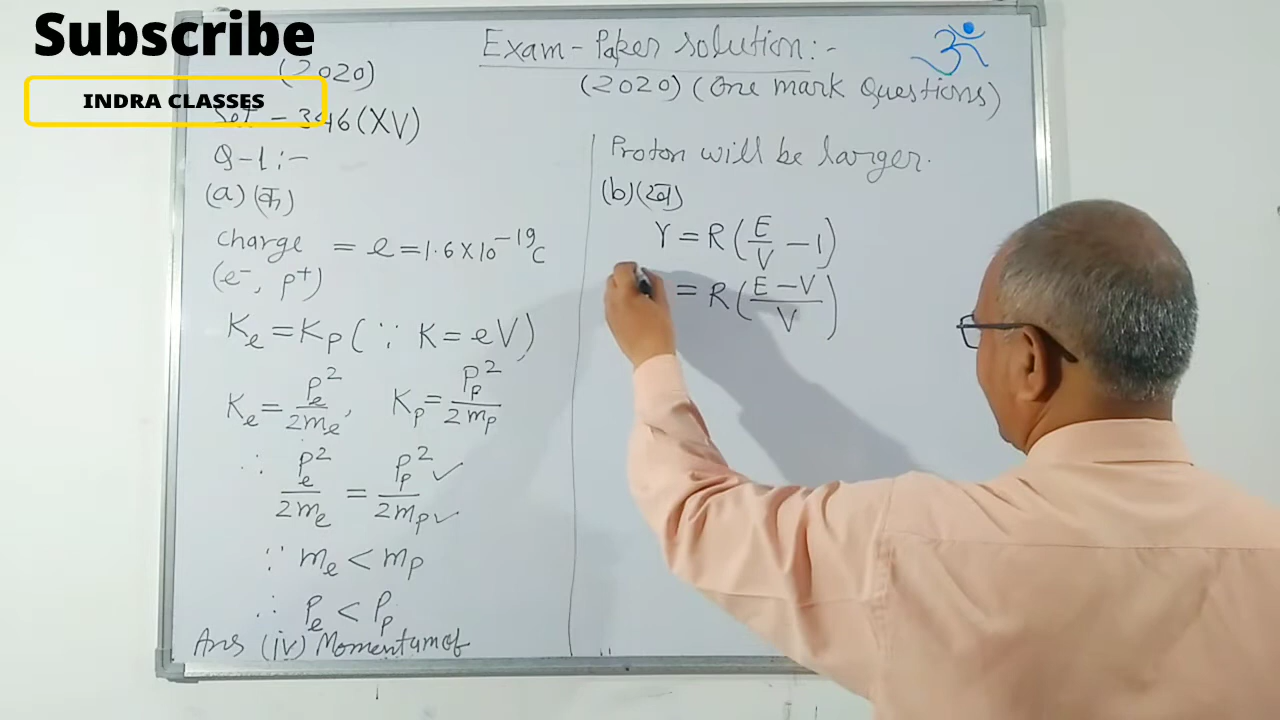 Subscribe
INDRA CLASSES
Exam - Paper solution:-
(2020) (One mark Questions)
(2020)
Set - 346 (XV)
Q-1:-
(a) (क)
Charge = e = 1.6 × 10⁻¹⁹ C
(e⁻, p⁺)
Kₑ = Kₚ (∵ K = eV)
Kₑ = Pₑ²/2mₑ, Kₚ = Pₚ²/2mₚ
∴ Pₑ²/2mₑ = Pₚ²/2mₚ
∵ mₑ < mₚ
∴ Pₑ < Pₚ
Ans (iv) Momentum of
Proton will be larger.
(b) (ख)
r = R(E/V - 1)
= R(E - V/V)